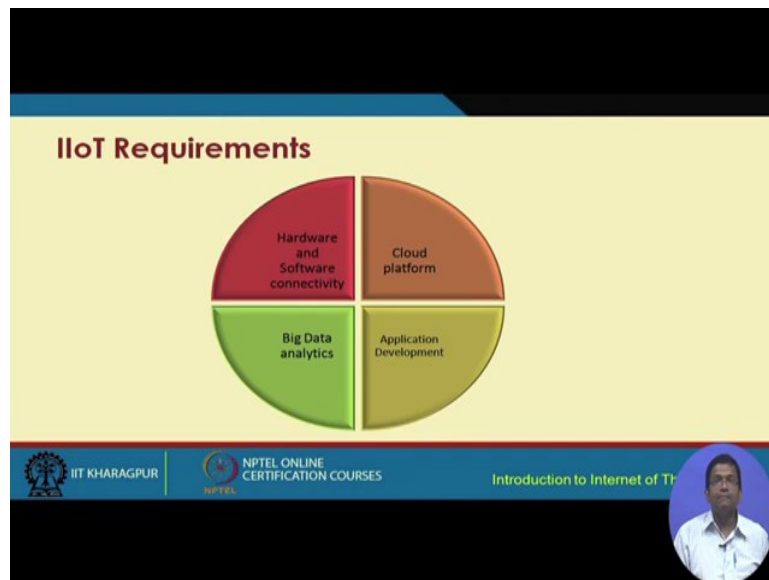 IIoT Requirements
Hardware
and
Software
connectivity
Cloud
platform
Big Data
analytics
Application
Development
IIT KHARAGPUR
NPTEL
NPTEL ONLINE
CERTIFICATION COURSES
Introduction to Internet of Th